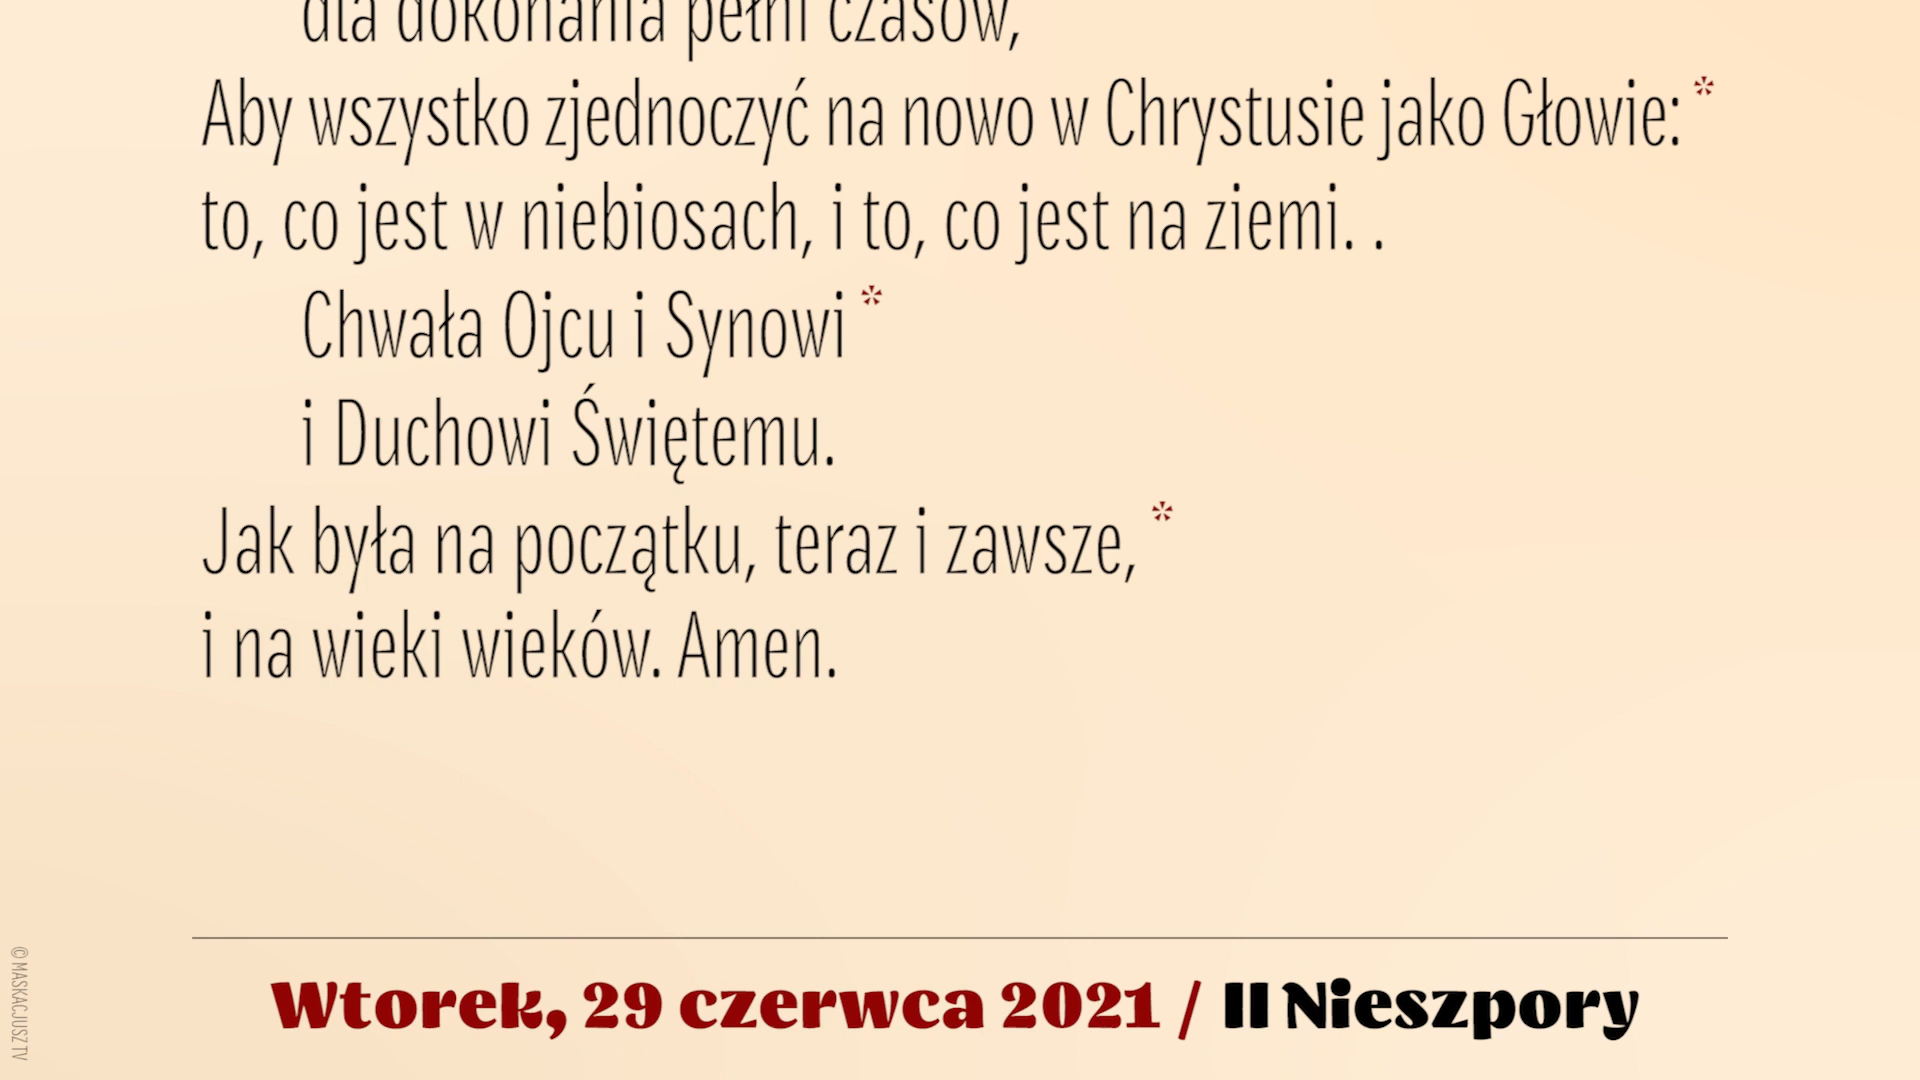 dla dokonania pełni czasów,
Aby wszystko zjednoczyć na nowo w Chrystusie jako Głowie: *
to, co jest w niebiosach, i to, co jest na ziemi. .
Chwała Ojcu i Synowi *
i Duchowi Świętemu.
Jak była na początku, teraz i zawsze, *
i na wieki wieków. Amen.
Wtorek, 29 czerwca 2021 / II Nieszpory
© MASKACJUSZ TV